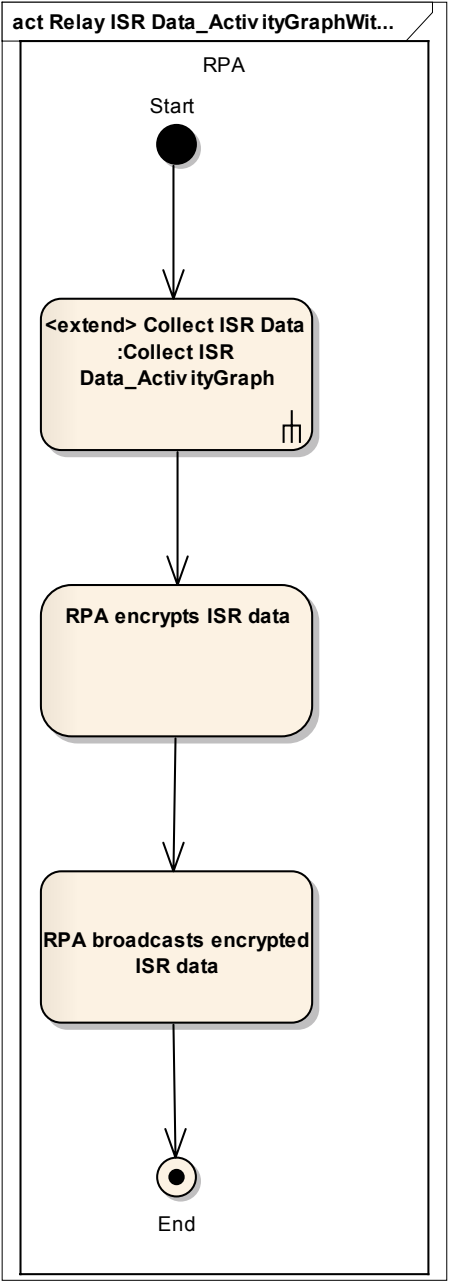 act Relay ISR Data_ActivityGraphWit...
RPA
Start
<extend> Collect ISR Data
:Collect ISR
Data_ActivityGraph
RPA encrypts ISR data
RPA broadcasts encrypted
ISR data
End